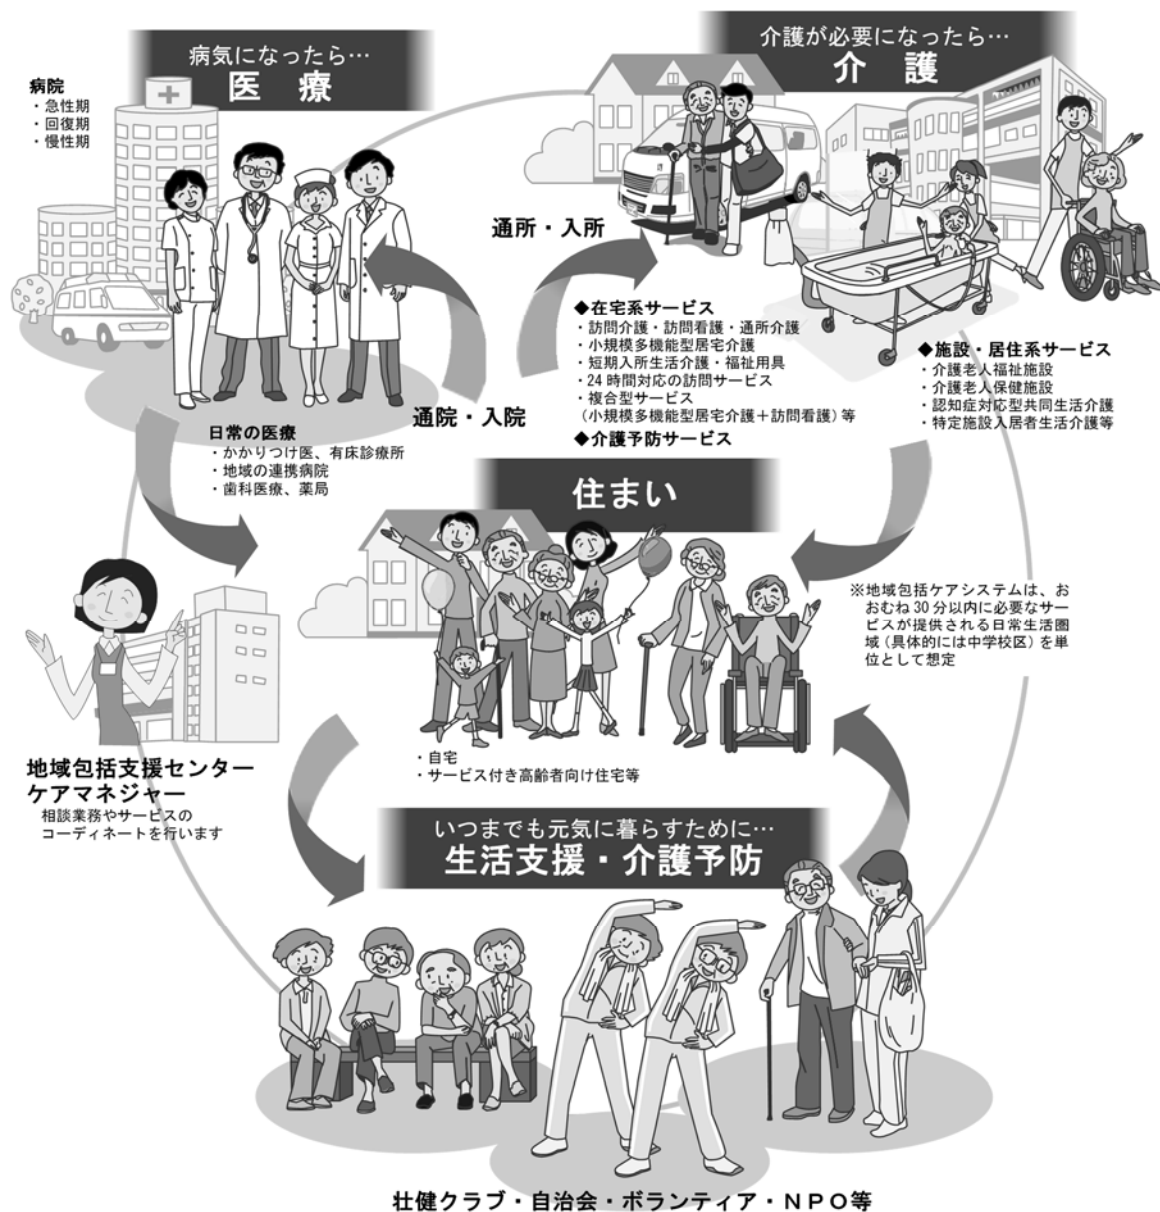 病気になったら…
医　療
病院
・急性期
・回復期
・慢性期
介護が必要になったら…
介　護
通所・入所
◆在宅系サービス
・訪問介護・訪問看護・通所介護
・小規模多機能型居宅介護
・短期入所生活介護・福祉用具
・24時間対応の訪問サービス
・複合型サービス
（小規模多機能型居宅介護＋訪問看護）等
◆介護予防サービス
◆施設・居住系サービス
・介護老人福祉施設
・介護老人保健施設
・認知症対応型共同生活介護
・特定施設入居者生活介護等
通院・入院
日常の医療
・かかりつけ医、有床診療所
・地域の連携病院
・歯科医療、薬局
住まい
※地域包括ケアシステムは、お
おむね30分以内に必要なサー
ビスが提供される日常生活圏
域（具体的には中学校区）を単
位として想定
・自宅
・サービス付き高齢者向け住宅等
地域包括支援センター
ケアマネジャー
相談業務やサービスの
コーディネートを行います
いつまでも元気に暮らすために…
生活支援・介護予防
壮健クラブ・自治会・ボランティア・ＮＰＯ等